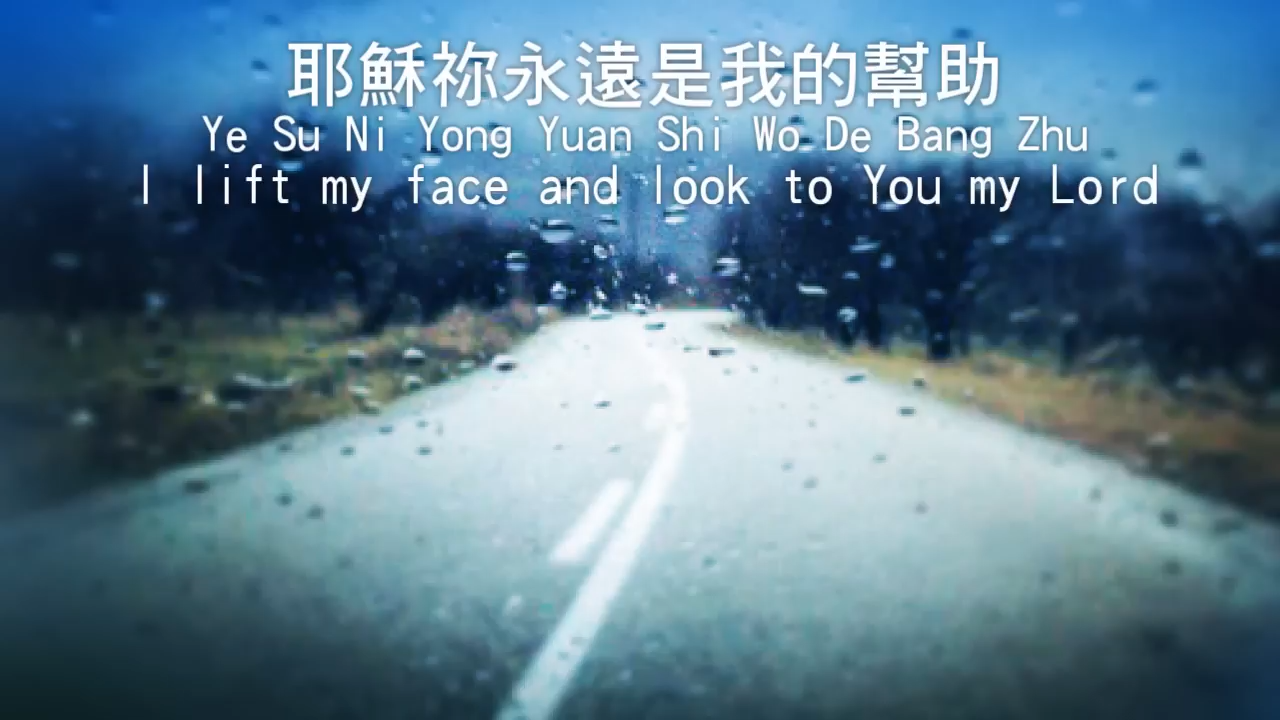 耶穌祢永遠是我的幫助
Ye Su Ni Yong Yuan Shi Wo De Bang Zhu
I lift my face and look to You my Lord